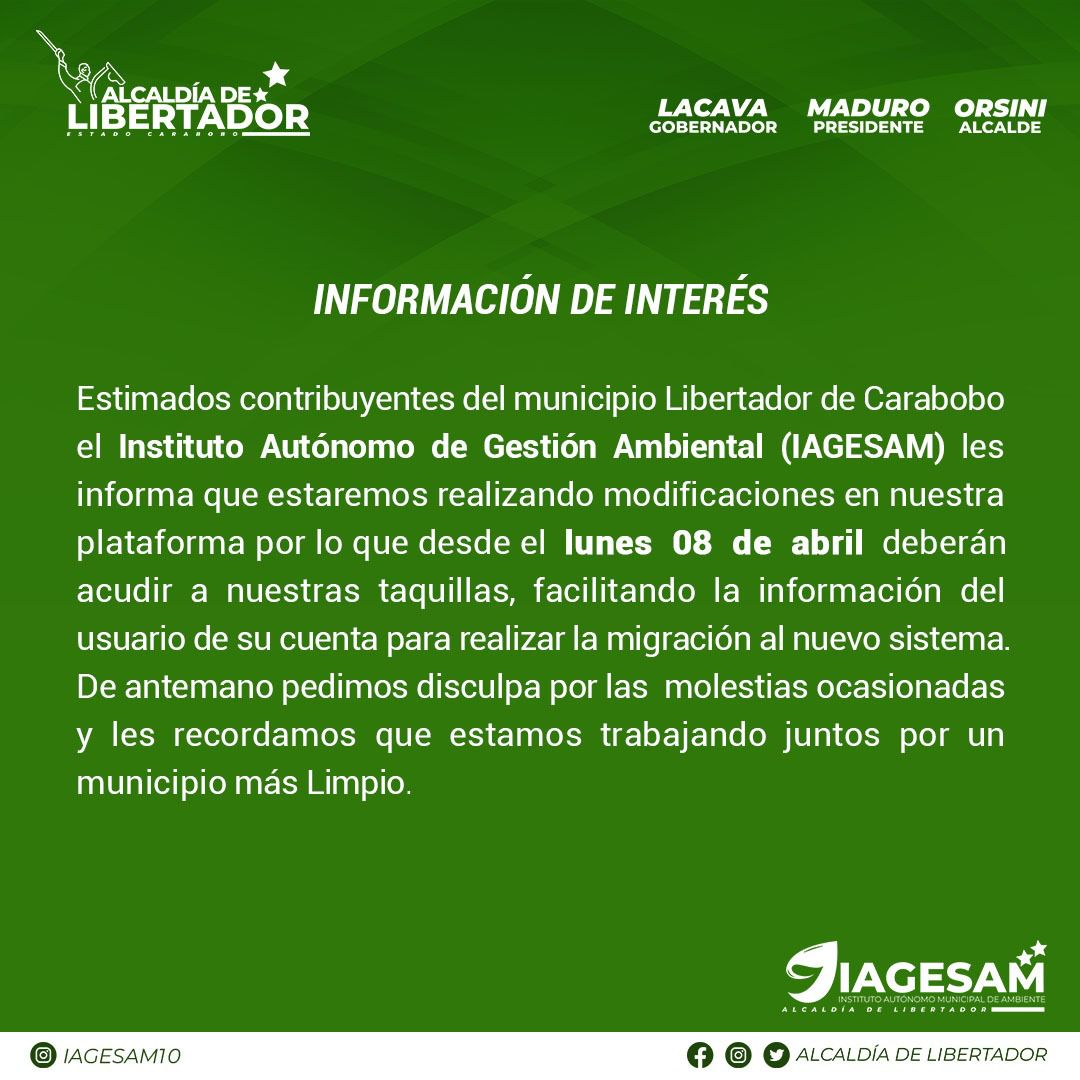 ALCALDÍA DE
LIBERTADOR
ESTADO CARABOBO
LACAVA
GOBERNADOR
MADURO
PRESIDENTE
ORSINI
ALCALDE
INFORMACIÓN DE INTERÉS
Estimados contribuyentes del municipio Libertador de Carabobo
el Instituto Autónomo de Gestión Ambiental (IAGESAM) les
informa que estaremos realizando modificaciones en nuestra
plataforma por lo que desde el lunes 08 de abril deberán
acudir a nuestras taquillas, facilitando la información del
usuario de su cuenta para realizar la migración al nuevo sistema.
De antemano pedimos disculpa por las molestias ocasionadas
y les recordamos que estamos trabajando juntos por un
municipio más Limpio.
IAGESAM
INSTITUTO AUTÓNOMO MUNICIPAL DE AMBIENTE
ALCALDÍA DE LIBERTADOR
IAGESAM10
ALCALDÍA DE LIBERTADOR